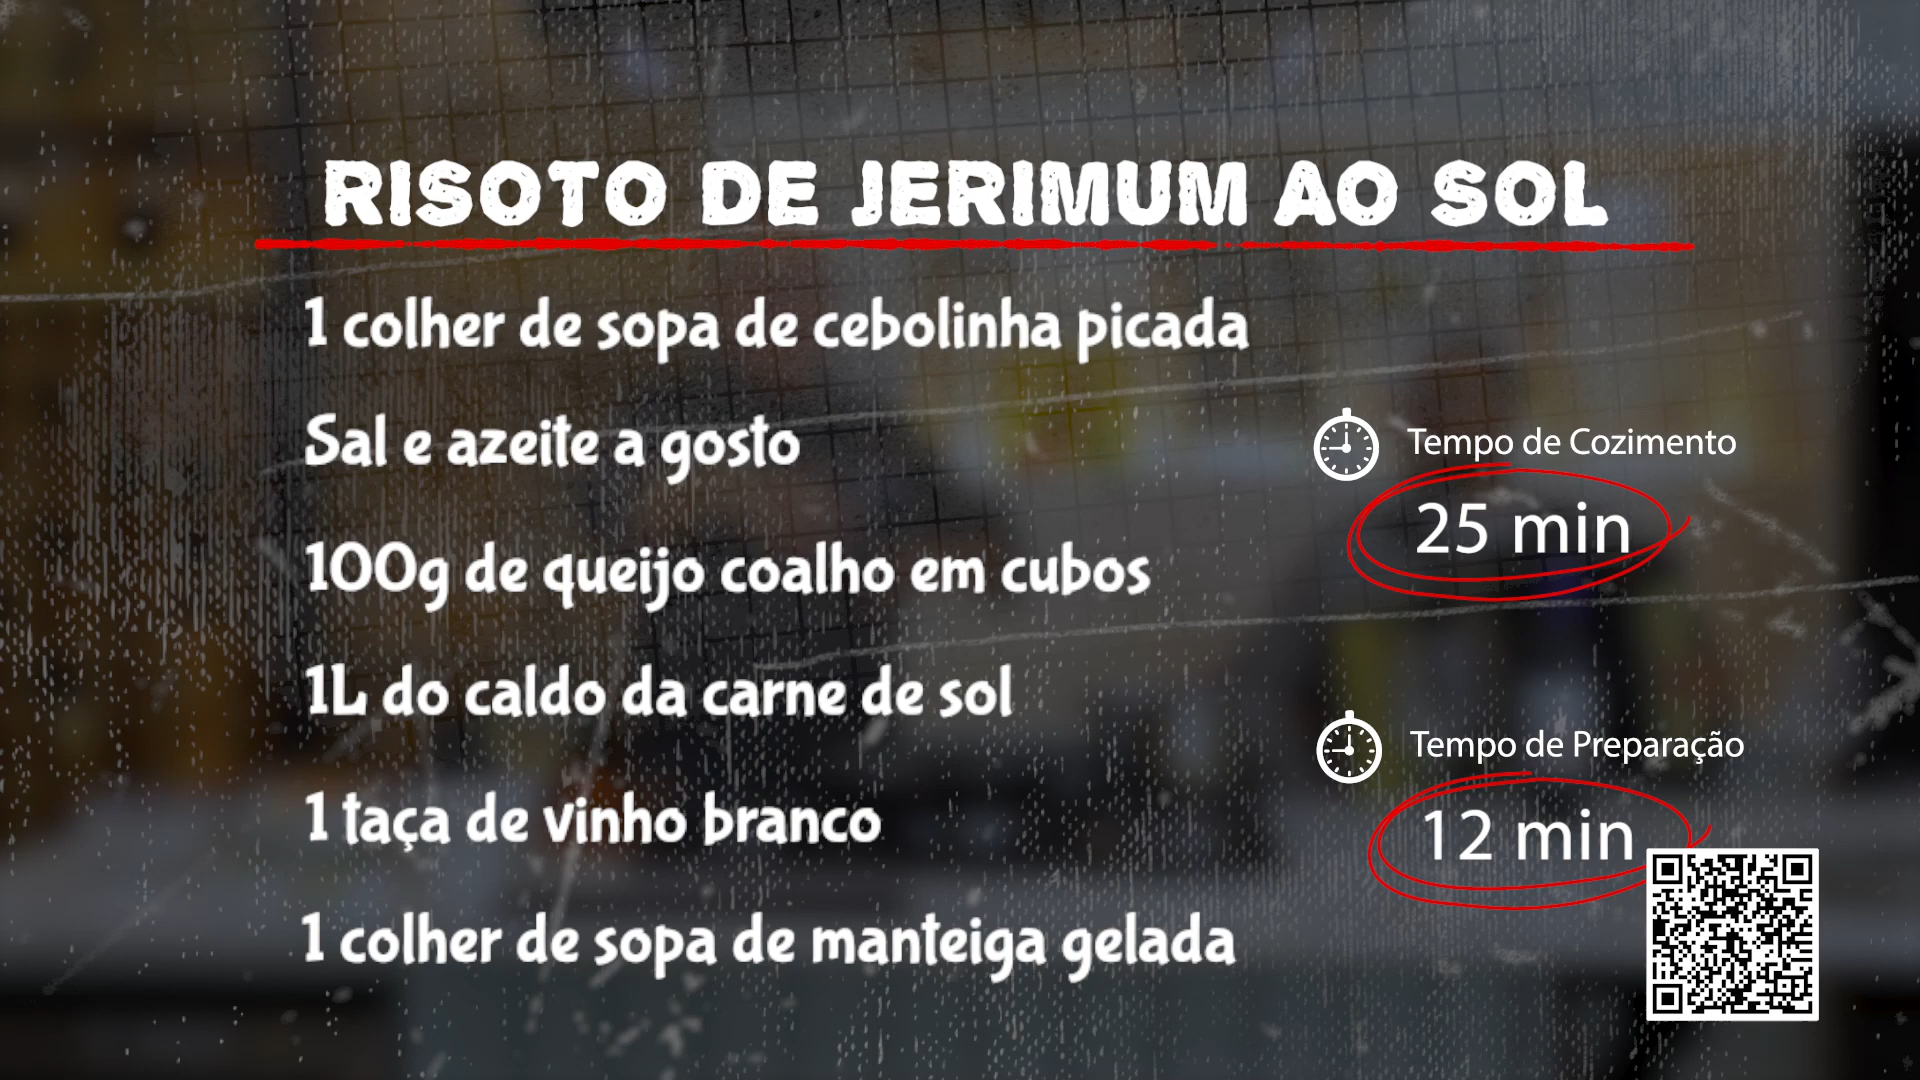 RISOTO DE JERIMUM AO SOL
1 colher de sopa de cebolinha picada
Sal e azeite a gosto
100g de queijo coalho em cubos
1L do caldo da carne de sol
1 taça de vinho branco
1 colher de sopa de manteiga gelada
Tempo de Cozimento
25 min
Tempo de Preparação
12 min